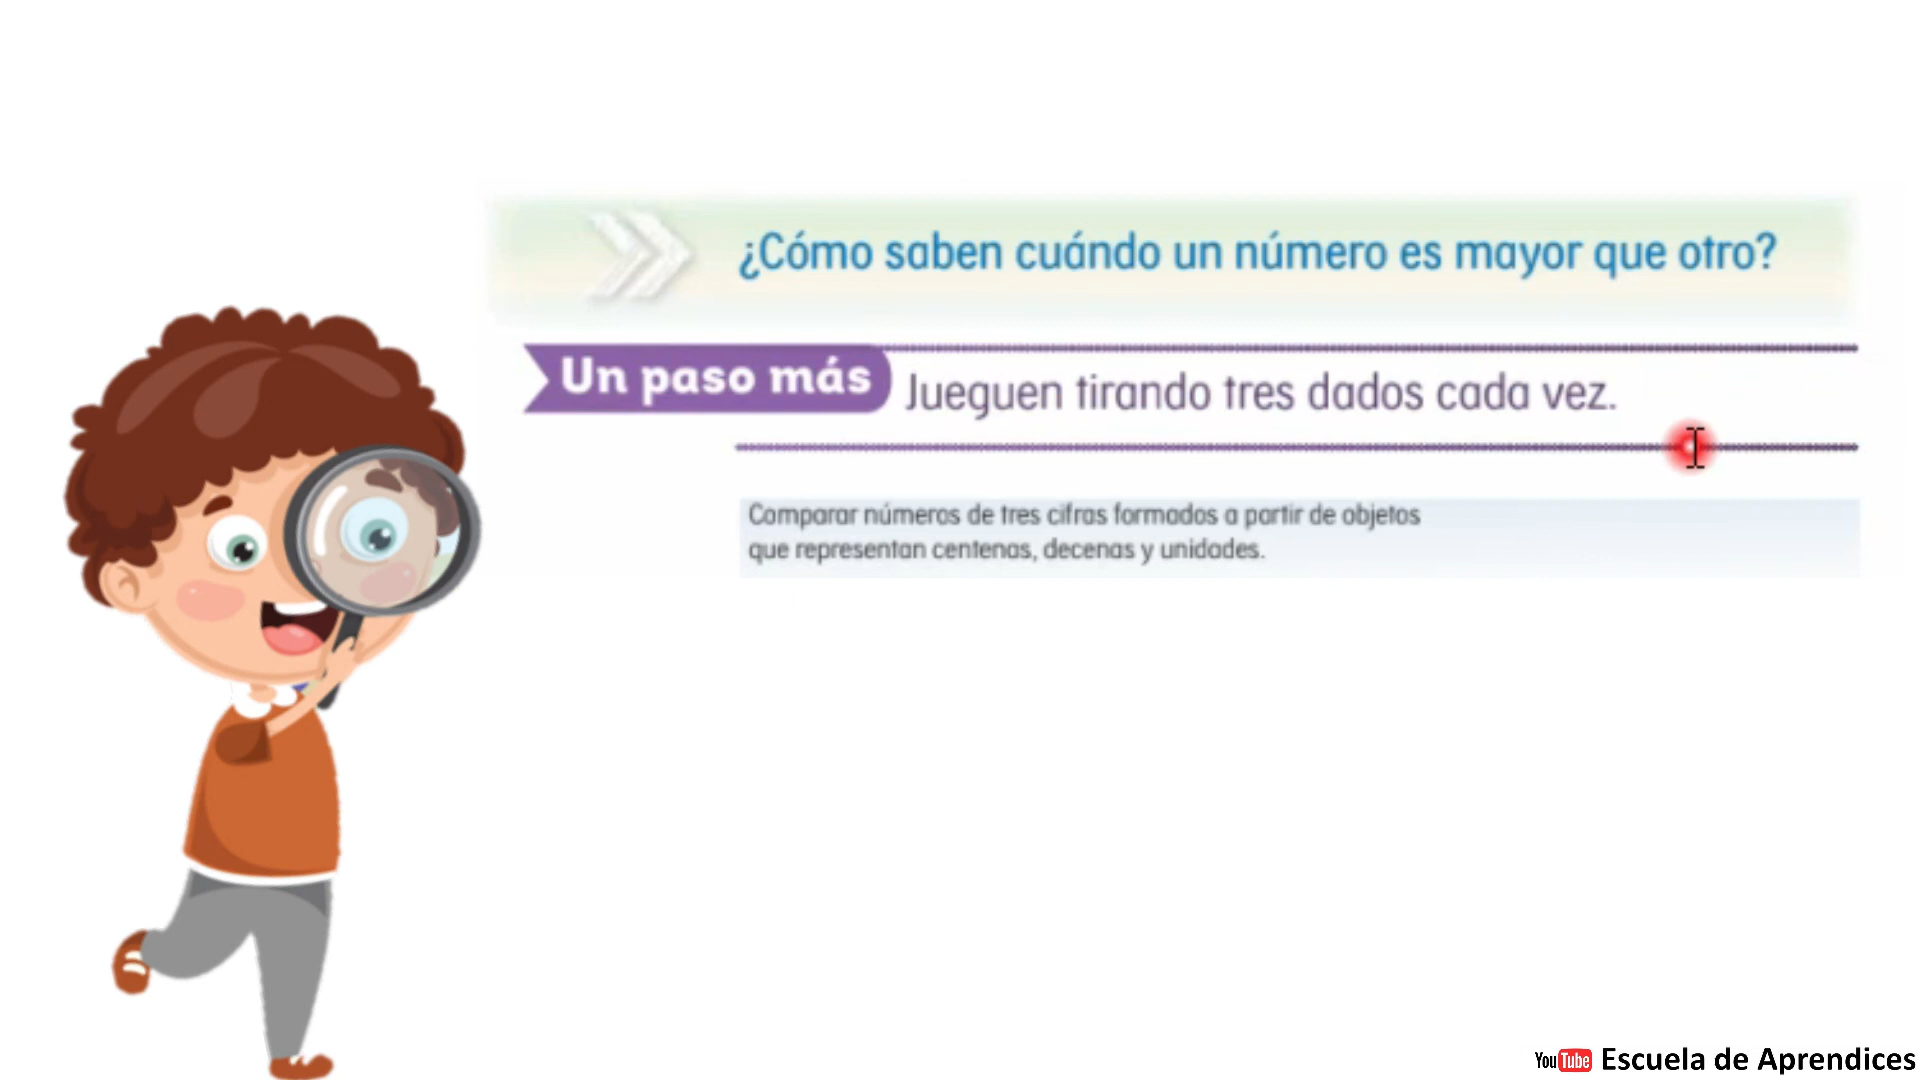 ¿Cómo saben cuándo un número es mayor que otro?
Un paso más Jueguen tirando tres dados cada vez.
Comparar números de tres cifras formados a partir de objetos
que representan centenas, decenas y unidades.
YouTube Escuela de Aprendices